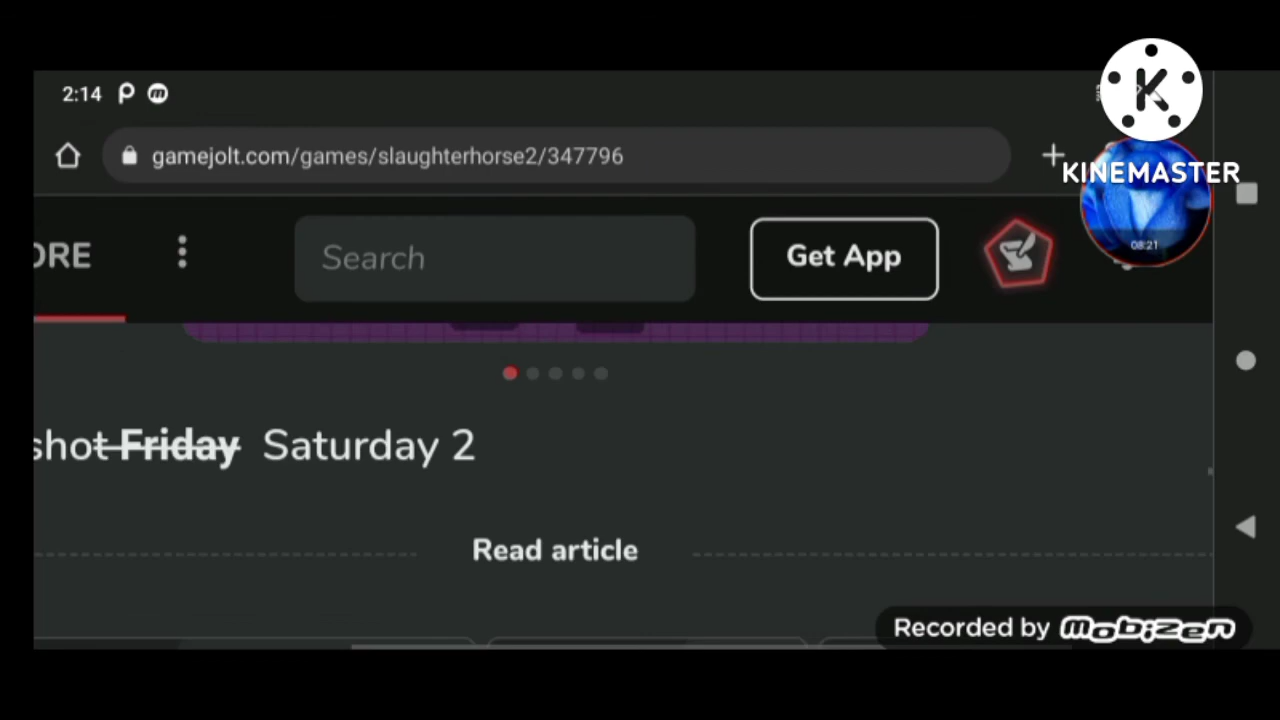 2:14
gamejolt.com/games/slaughterhorse2/347796
KINEMASTER
08:21
ORE
Search
Get App
shot Friday Saturday 2
Read article
Recorded by Mobizen